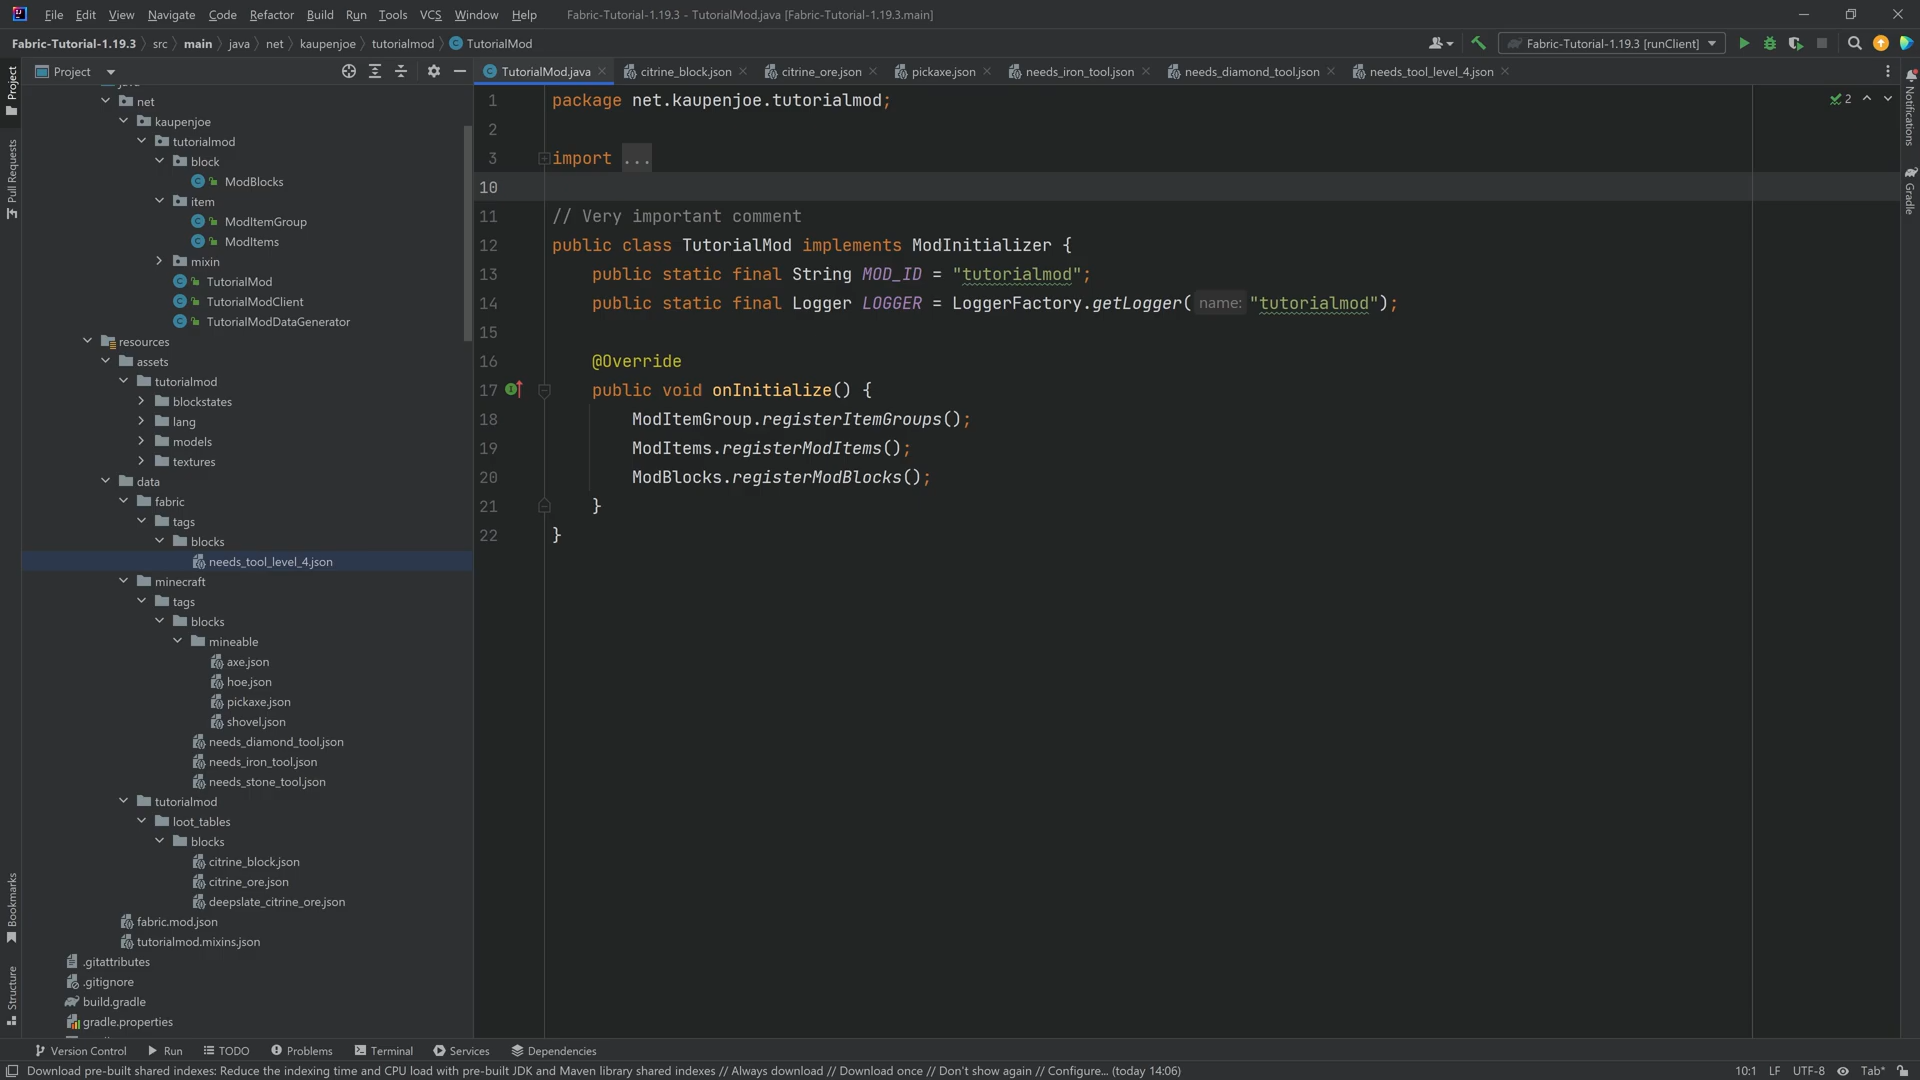 File Edit View Navigate Code Refactor Build Run Tools VCS Window Help Fabric-Tutorial-1.19.3 - TutorialMod.java [Fabric-Tutorial-1.19.3.main]
Fabric-Tutorial-1.19.3 src main java net kaupenjoe tutorialmod TutorialMod Fabric-Tutorial-1.19.3 [runClient]
Project
TutorialMod.java citrine_block.json citrine_ore.json pickaxe.json needs_iron_tool.json needs_diamond_tool.json needs_tool_level_4.json
Project
Pull Requests
Bookmarks
Structure
net
kaupenjoe
tutorialmod
block
ModBlocks
item
ModItemGroup
ModItems
mixin
TutorialMod
TutorialModClient
TutorialModDataGenerator
resources
assets
tutorialmod
blockstates
lang
models
textures
data
fabric
tags
blocks
needs_tool_level_4.json
minecraft
tags
blocks
mineable
axe.json
hoe.json
pickaxe.json
shovel.json
needs_diamond_tool.json
needs_iron_tool.json
needs_stone_tool.json
tutorialmod
loot_tables
blocks
citrine_block.json
citrine_ore.json
deepslate_citrine_ore.json
fabric.mod.json
tutorialmod.mixins.json
.gitattributes
.gitignore
build.gradle
gradle.properties
1 package net.kaupenjoe.tutorialmod;
2
3 import ...
10
11 // Very important comment
12 public class TutorialMod implements ModInitializer {
13 public static final String MOD_ID = "tutorialmod";
14 public static final Logger LOGGER = LoggerFactory.getLogger( name: "tutorialmod");
15
16 @Override
17 public void onInitialize() {
18 ModItemGroup.registerItemGroups();
19 ModItems.registerModItems();
20 ModBlocks.registerModBlocks();
21 }
22 }
2
Notifications
Gradle
Version Control Run TODO Problems Terminal Services Dependencies
Download pre-built shared indexes: Reduce the indexing time and CPU load with pre-built JDK and Maven library shared indexes // Always download // Download once // Don't show again // Configure... (today 14:06) 10:1 LF UTF-8 Tab*